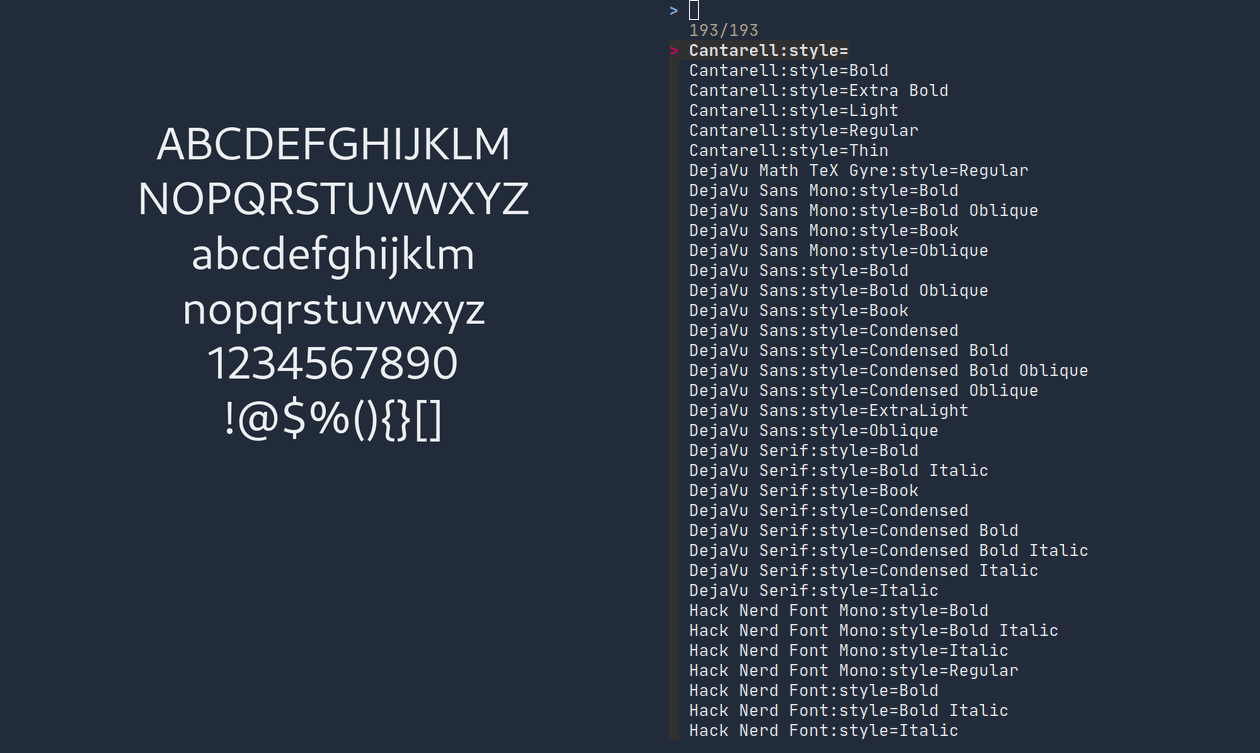 ABCDEFGHIJKLM
NOPQRSTUVWXYZ
abcdefghijklm
nopqrstuvwxyz
1234567890
!@$%(){}[]
>
193/193
> Cantarell:style=
Cantarell:style=Bold
Cantarell:style=Extra Bold
Cantarell:style=Light
Cantarell:style=Regular
Cantarell:style=Thin
DejaVu Math TeX Gyre:style=Regular
DejaVu Sans Mono:style=Bold
DejaVu Sans Mono:style=Bold Oblique
DejaVu Sans Mono:style=Book
DejaVu Sans Mono:style=Oblique
DejaVu Sans:style=Bold
DejaVu Sans:style=Bold Oblique
DejaVu Sans:style=Book
DejaVu Sans:style=Condensed
DejaVu Sans:style=Condensed Bold
DejaVu Sans:style=Condensed Bold Oblique
DejaVu Sans:style=Condensed Oblique
DejaVu Sans:style=ExtraLight
DejaVu Sans:style=Oblique
DejaVu Serif:style=Bold
DejaVu Serif:style=Bold Italic
DejaVu Serif:style=Book
DejaVu Serif:style=Condensed
DejaVu Serif:style=Condensed Bold
DejaVu Serif:style=Condensed Bold Italic
DejaVu Serif:style=Condensed Italic
DejaVu Serif:style=Italic
Hack Nerd Font Mono:style=Bold
Hack Nerd Font Mono:style=Bold Italic
Hack Nerd Font Mono:style=Italic
Hack Nerd Font Mono:style=Regular
Hack Nerd Font:style=Bold
Hack Nerd Font:style=Bold Italic
Hack Nerd Font:style=Italic